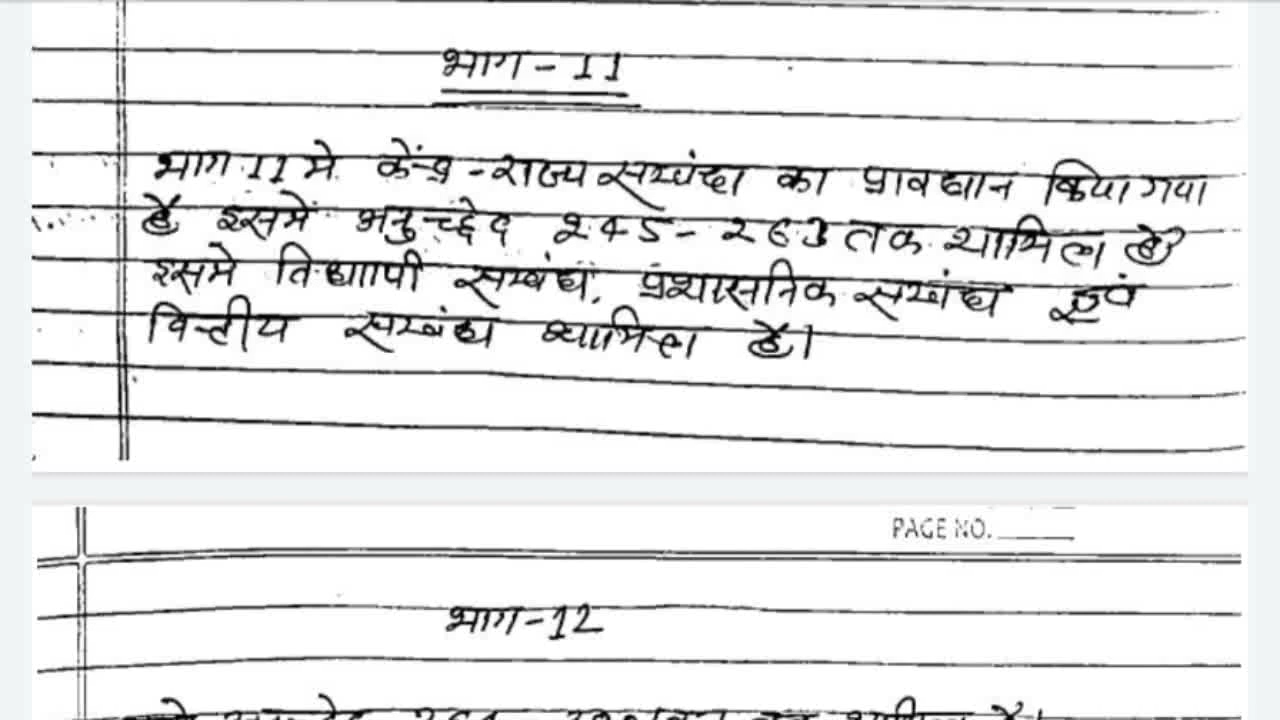 भाग - 11
भाग 11 मे केंन्द्र - राज्य सम्बंधा का प्रावधान किया गया
हैं इसमें अनुच्छेद 245 - 263 तक शामिल है
इसमे विधायी सम्बंध, प्रशासनिक सम्बंध एवं
वित्तीय सम्बंध शामिल है।
PAGE NO.
भाग - 12